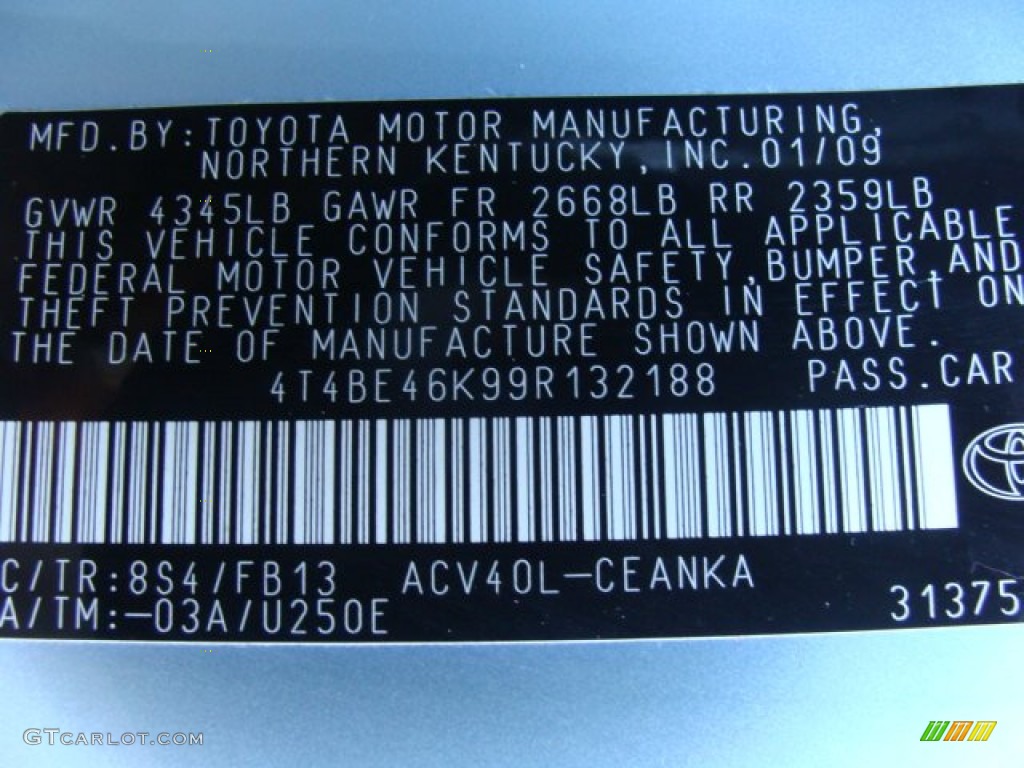 MFD. BY: TOYOTA MOTOR MANUFACTURING,
NORTHERN KENTUCKY, INC. 01/09
GVWR 4345LB GAWR FR 2668LB RR 2359LB
THIS VEHICLE CONFORMS TO ALL APPLICABLE
FEDERAL MOTOR VEHICLE SAFETY, BUMPER, AND
THEFT PREVENTION STANDARDS IN EFFECT ON
THE DATE OF MANUFACTURE SHOWN ABOVE.
4T4BE46K99R132188 PASS. CAR
C/TR: 8S4/FB13 ACV40L-CEANKA
A/TM: -03A/U250E 31375
GTCARLOT.COM